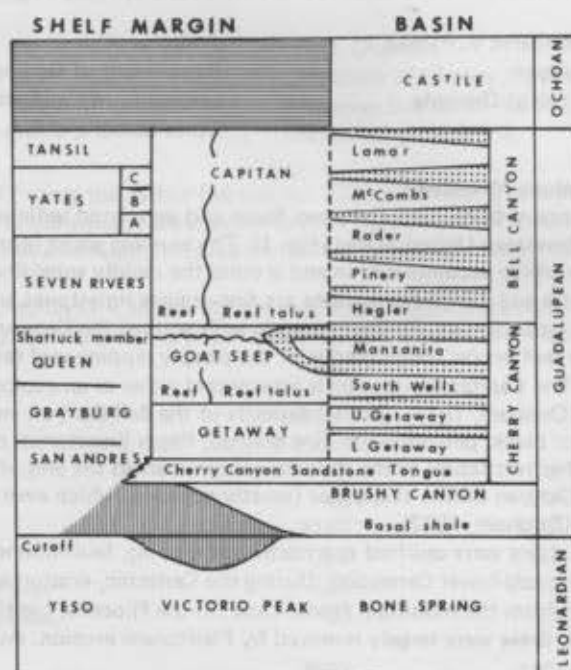 SHELF MARGIN
BASIN
CASTILE
OCHOAN
TANSIL
CAPITAN
Lamar
YATES
C
B
A
McCombs
Rader
SEVEN RIVERS
Pinery
Reef
Reef talus
Hegler
BELL CANYON
GUADALUPEAN
Shattuck member
QUEEN
GOAT SEEP
Manzanita
Reef
Reef talus
South Wells
GRAYBURG
GETAWAY
U. Getaway
L. Getaway
CHERRY CANYON
SAN ANDRES
Cherry Canyon Sandstone Tongue
BRUSHY CANYON
Basal shale
Cutoff
YESO
VICTORIO PEAK
BONE SPRING
LEONARDIAN